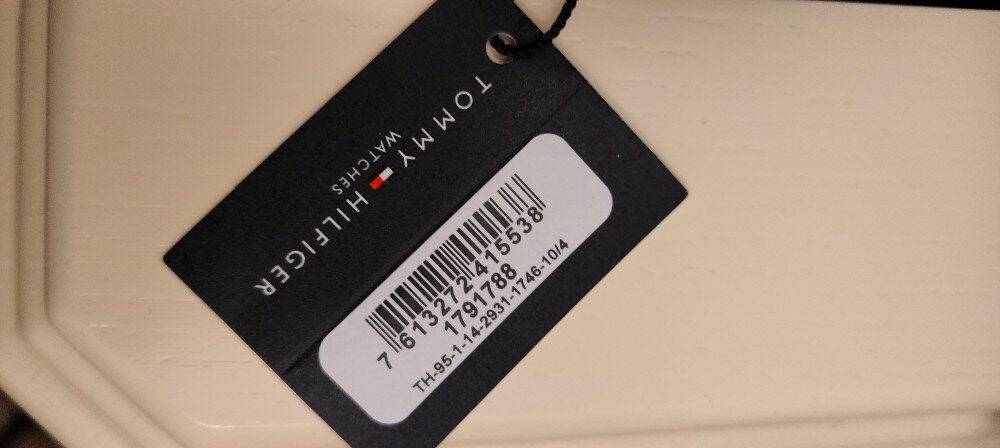 TOMMY HILFIGER
WATCHES
7 613272 415538
1791788
TH-95-1-14-2931-1746-10/4